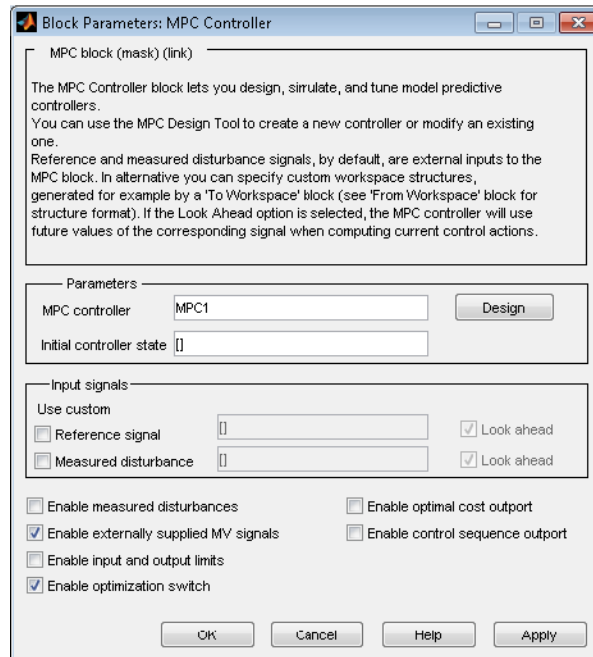 Block Parameters: MPC Controller
MPC block (mask) (link)
The MPC Controller block lets you design, simulate, and tune model predictive
controllers.
You can use the MPC Design Tool to create a new controller or modify an existing
one.
Reference and measured disturbance signals, by default, are external inputs to the
MPC block. In alternative you can specify custom workspace structures,
generated for example by a 'To Workspace' block (see 'From Workspace' block for
structure format). If the Look Ahead option is selected, the MPC controller will use
future values of the corresponding signal when computing current control actions.
Parameters
MPC controller MPC1 Design
Initial controller state []
Input signals
Use custom
Reference signal [] Look ahead
Measured disturbance [] Look ahead
Enable measured disturbances Enable optimal cost outport
Enable externally supplied MV signals Enable control sequence outport
Enable input and output limits
Enable optimization switch
OK Cancel Help Apply